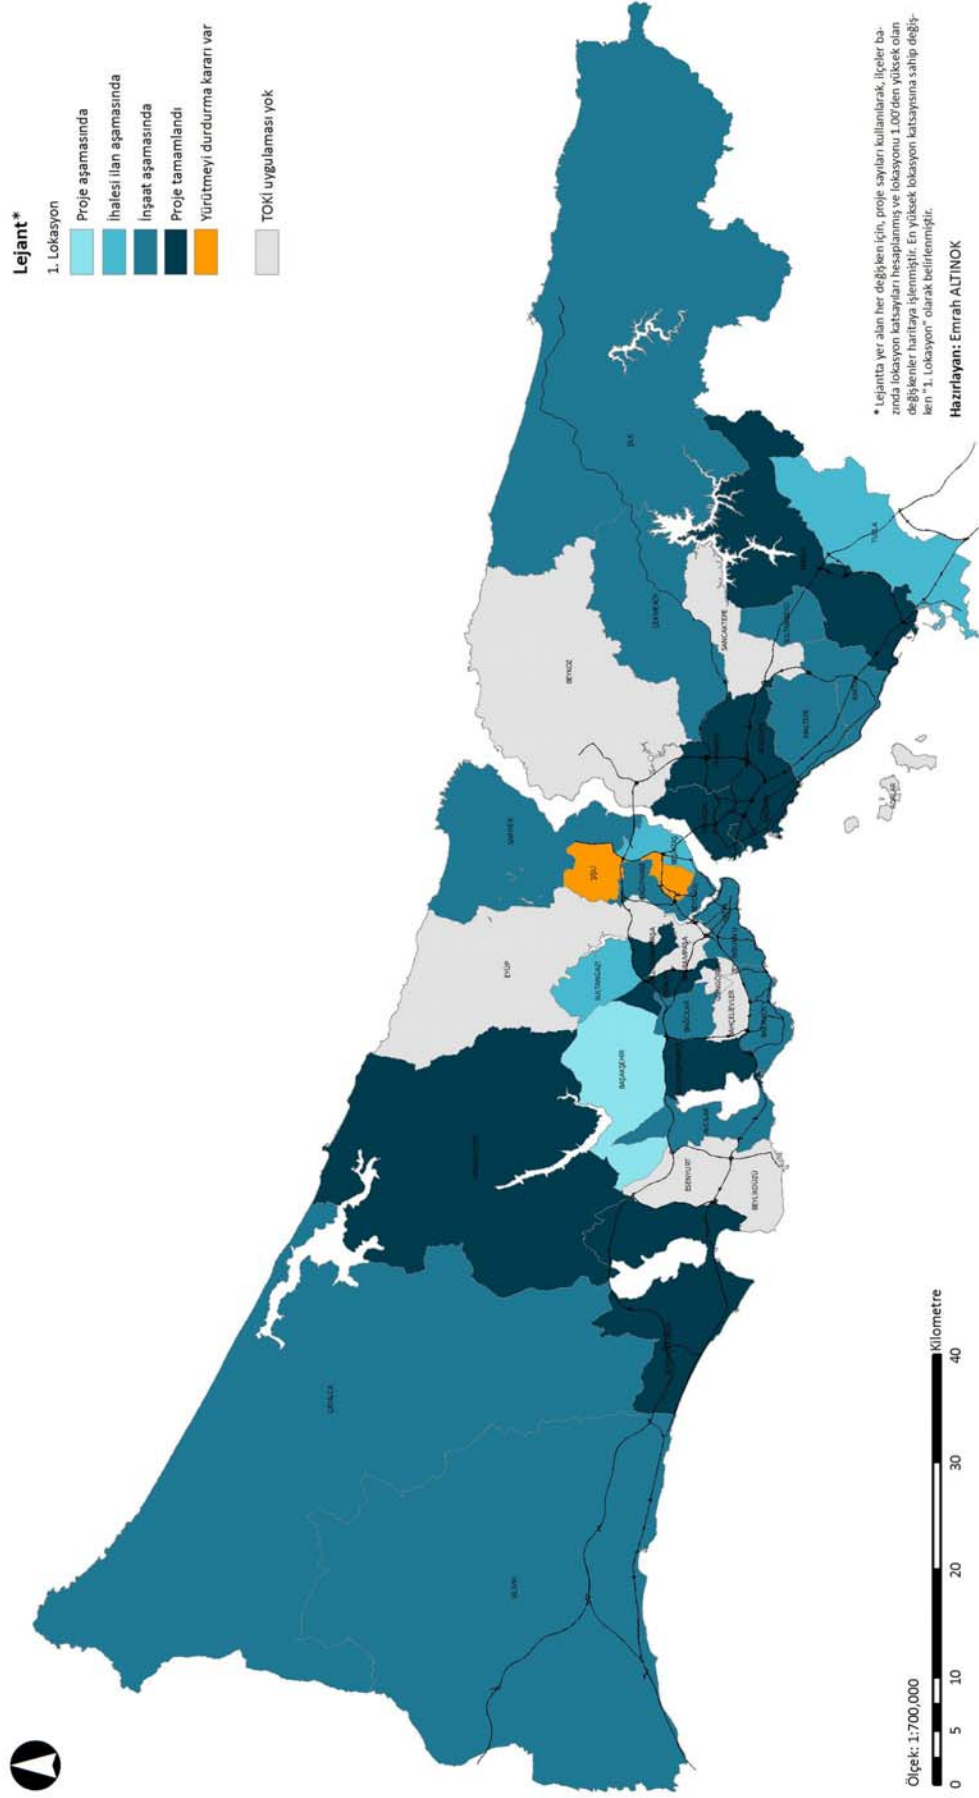 Lejant*
1. Lokasyon
Proje aşamasında
İhalesi ilan aşamasında
İnşaat aşamasında
Proje tamamlandı
Yürütmeyi durdurma kararı var
TOKİ uygulaması yok
ÇATALCA
SİLİVRİ
EYÜP
SARIYER
ŞİŞLİ
SULTANGAZİ
BAŞAKŞEHİR
BAĞCILAR
BAHÇELİEVLER
AVCILAR
ESENYURT
BEYLİKDÜZÜ
BEYKOZ
ÇEKMEKÖY
ŞİLE
SANCAKTEPE
MALTEPE
TUZLA
ADALAR
* Lejantta yer alan her değişken için, proje sayıları kullanılarak, ilçeler ba-
zında lokasyon katsayıları hesaplanmış ve lokasyonu 1.00'den yüksek olan
değişkenler haritaya işlenmiştir. En yüksek lokasyon katsayısına sahip değiş-
ken "1. Lokasyon" olarak belirlenmiştir.
Hazırlayan: Emrah ALTINOK
Ölçek: 1:700,000
0 5 10 20 30 40
Kilometre